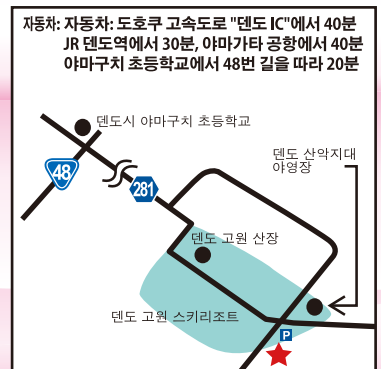 자동차: 자동차: 도호쿠 고속도로 "덴도 IC"에서 40분
JR 덴도역에서 30분, 야마가타 공항에서 40분
야마구치 초등학교에서 48번 길을 따라 20분
덴도시 야마구치 초등학교
덴도 산악지대
야영장
48
281
덴도 고원 산장
덴도 고원 스키리조트
P